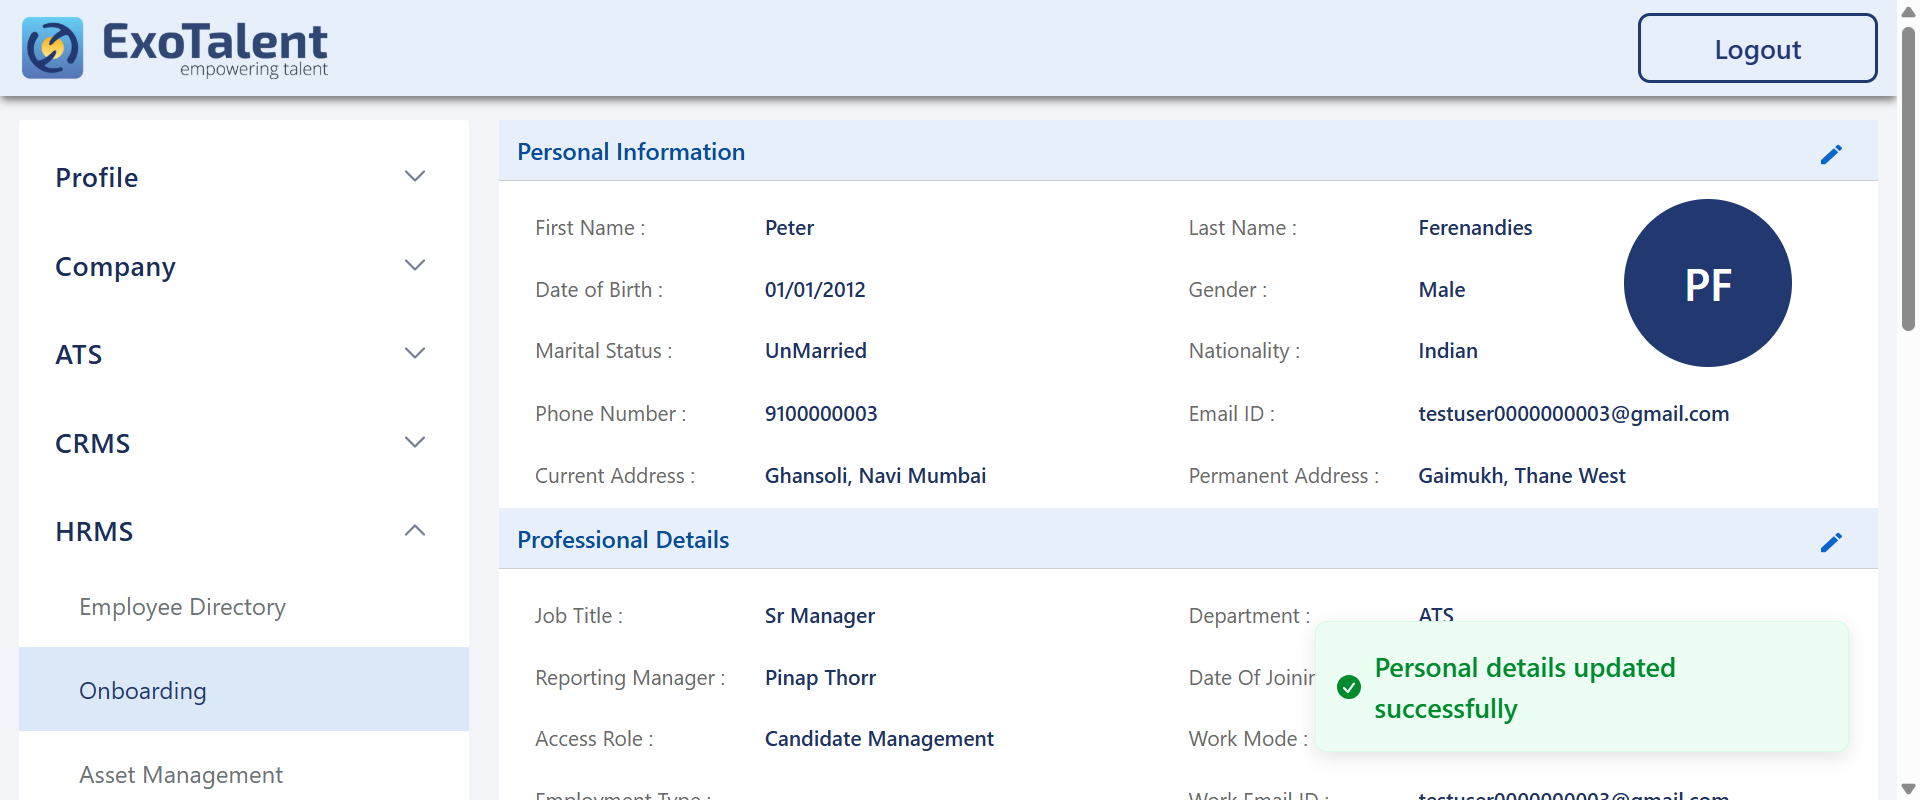 ExoTalent
empowering talent
Logout
Profile
Company
ATS
CRMS
HRMS
Employee Directory
Onboarding
Asset Management
Personal Information
First Name : Peter Last Name : Ferenandies
PF
Date of Birth : 01/01/2012 Gender : Male
Marital Status : UnMarried Nationality : Indian
Phone Number : 9100000003 Email ID : testuser0000000003@gmail.com
Current Address : Ghansoli, Navi Mumbai Permanent Address : Gaimukh, Thane West
Professional Details
Job Title : Sr Manager Department : ATS
Reporting Manager : Pinap Thorr Date Of Joinin
Access Role : Candidate Management Work Mode :
Employment Type : Work Email ID : testuser0000000003@gmail.com
Personal details updated
successfully